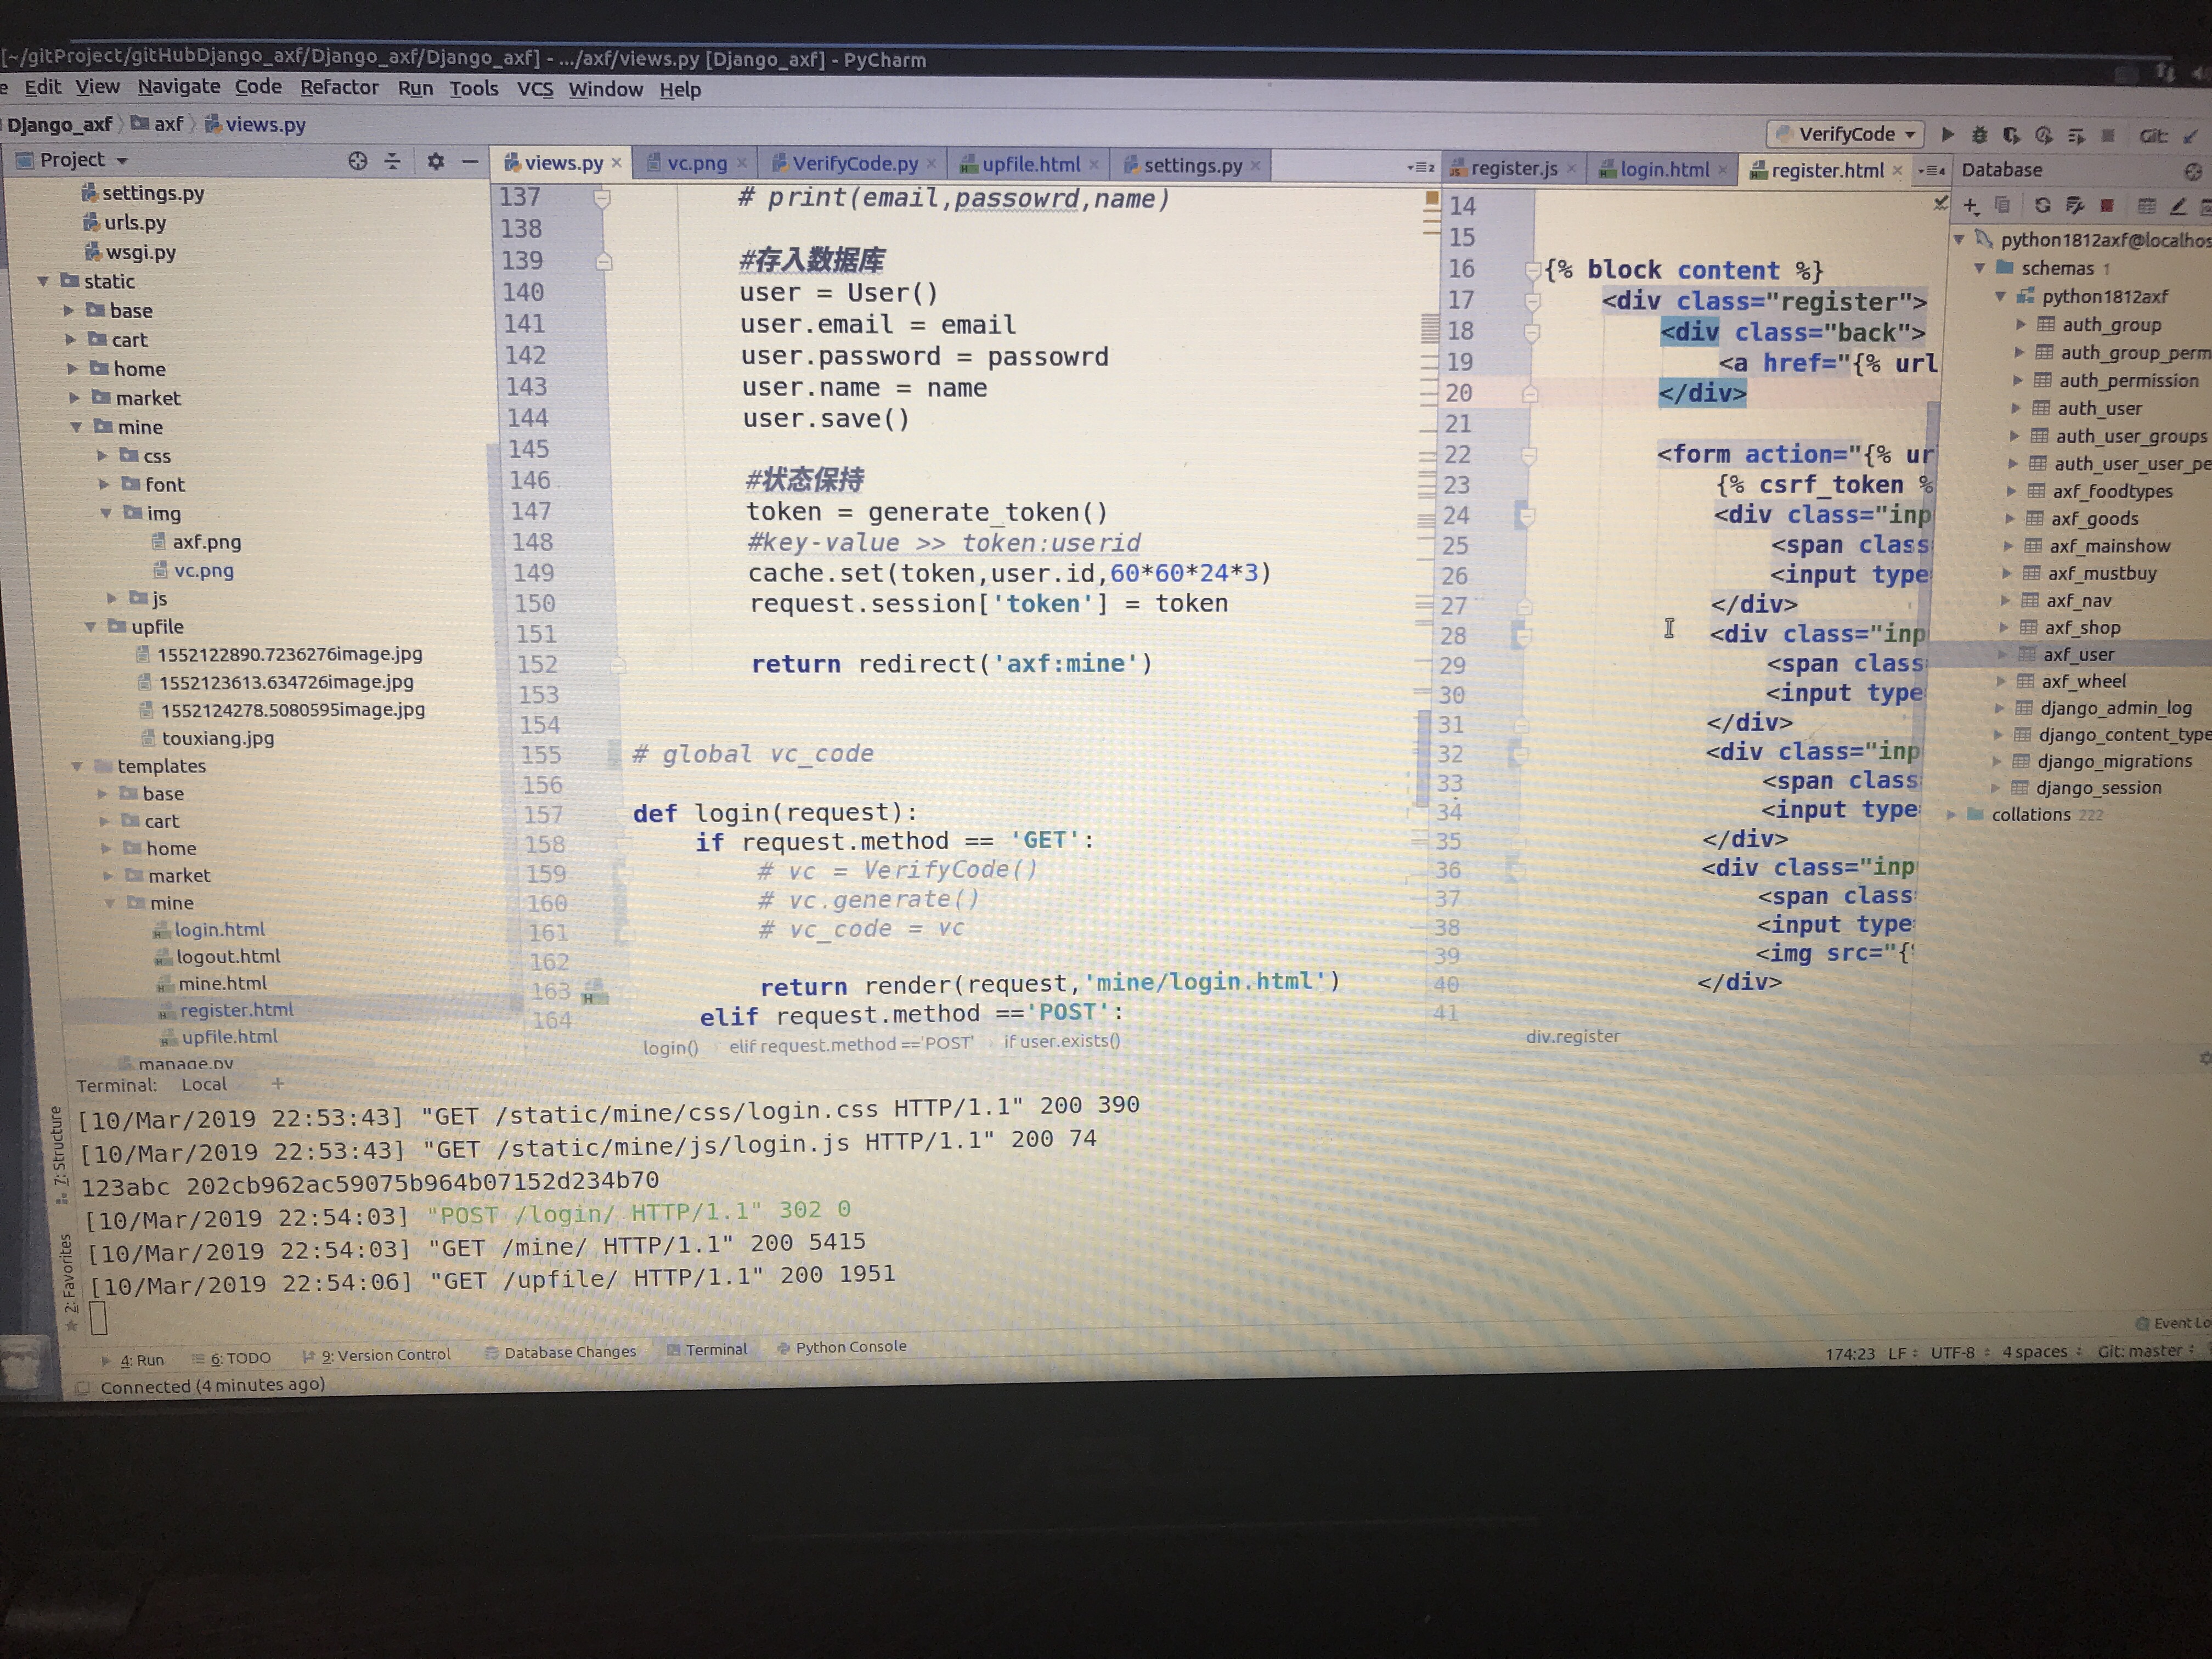 [~/gitProject/gitHubDjango_axf/Django_axf/Django_axf] - .../axf/views.py [Django_axf] - PyCharm
e Edit View Navigate Code Refactor Run Tools VCS Window Help
Django_axf axf views.py
VerifyCode Git:
Project
views.py vc.png VerifyCode.py upfile.html settings.py
register.js login.html register.html
Database
settings.py
urls.py
wsgi.py
static
base
cart
home
market
mine
css
font
img
axf.png
vc.png
js
upfile
1552122890.7236276image.jpg
1552123613.634726image.jpg
1552124278.5080595image.jpg
touxiang.jpg
templates
base
cart
home
market
mine
login.html
logout.html
mine.html
register.html
upfile.html
manage.py
137 # print(email,passowrd,name)
138
139 #存入数据库
140 user = User()
141 user.email = email
142 user.password = passowrd
143 user.name = name
144 user.save()
145
146 #状态保持
147 token = generate_token()
148 #key-value >> token:userid
149 cache.set(token,user.id,60*60*24*3)
150 request.session['token'] = token
151
152 return redirect('axf:mine')
153
154
155 # global vc_code
156
157 def login(request):
158 if request.method == 'GET':
159 # vc = VerifyCode()
160 # vc.generate()
161 # vc_code = vc
162
163 return render(request,'mine/login.html')
164 elif request.method =='POST':
login() elif request.method =='POST' if user.exists()
14
15
16 {% block content %}
17 <div class="register">
18 <div class="back">
19 <a href="{% url
20 </div>
21
22 <form action="{% ur
23 {% csrf_token %
24 <div class="inp
25 <span class
26 <input type
27 </div>
28 <div class="inp
29 <span class
30 <input type
31 </div>
32 <div class="inp
33 <span class
34 <input type
35 </div>
36 <div class="inp
37 <span class
38 <input type
39 <img src="{
40 </div>
41
div.register
python1812axf@localhos
schemas 1
python1812axf
auth_group
auth_group_perm
auth_permission
auth_user
auth_user_groups
auth_user_user_pe
axf_foodtypes
axf_goods
axf_mainshow
axf_mustbuy
axf_nav
axf_shop
axf_user
axf_wheel
django_admin_log
django_content_type
django_migrations
django_session
collations 222
Terminal: Local +
[10/Mar/2019 22:53:43] "GET /static/mine/css/login.css HTTP/1.1" 200 390
[10/Mar/2019 22:53:43] "GET /static/mine/js/login.js HTTP/1.1" 200 74
123abc 202cb962ac59075b964b07152d234b70
[10/Mar/2019 22:54:03] "POST /login/ HTTP/1.1" 302 0
[10/Mar/2019 22:54:03] "GET /mine/ HTTP/1.1" 200 5415
[10/Mar/2019 22:54:06] "GET /upfile/ HTTP/1.1" 200 1951
7: Structure
2: Favorites
4: Run 6: TODO 9: Version Control Database Changes Terminal Python Console
Event Lo
Connected (4 minutes ago)
174:23 LF UTF-8 4 spaces Git: master